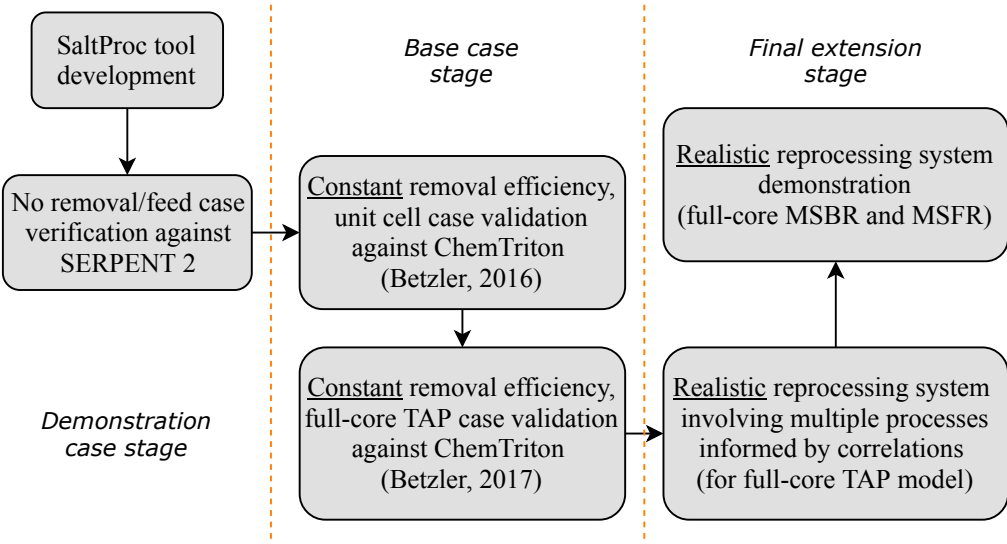 SaltProc tool
development
No removal/feed case
verification against
SERPENT 2
Demonstration
case stage
Base case
stage
Constant removal efficiency,
unit cell case validation
against ChemTriton
(Betzler, 2016)
Constant removal efficiency,
full-core TAP case validation
against ChemTriton
(Betzler, 2017)
Final extension
stage
Realistic reprocessing system
demonstration
(full-core MSBR and MSFR)
Realistic reprocessing system
involving multiple processes
informed by correlations
(for full-core TAP model)